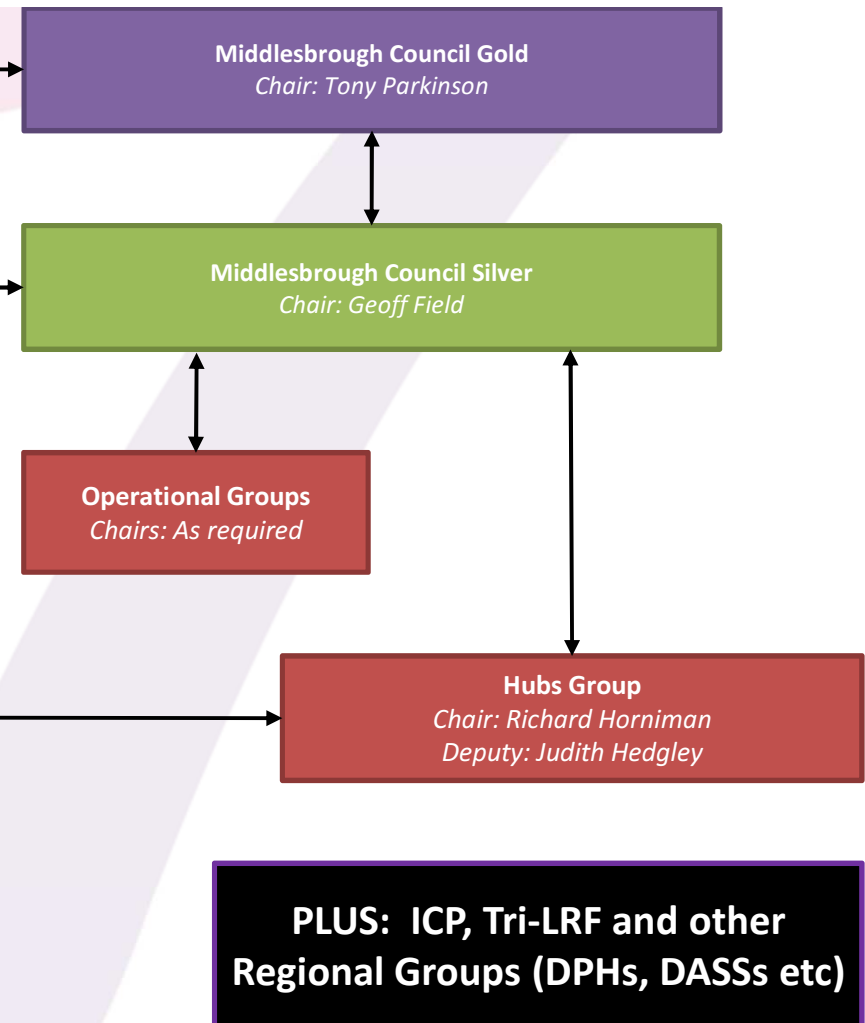 Middlesbrough Council Gold
Chair: Tony Parkinson
Middlesbrough Council Silver
Chair: Geoff Field
Operational Groups
Chairs: As required
Hubs Group
Chair: Richard Horniman
Deputy: Judith Hedgley
PLUS: ICP, Tri-LRF and other
Regional Groups (DPHs, DASSs etc)